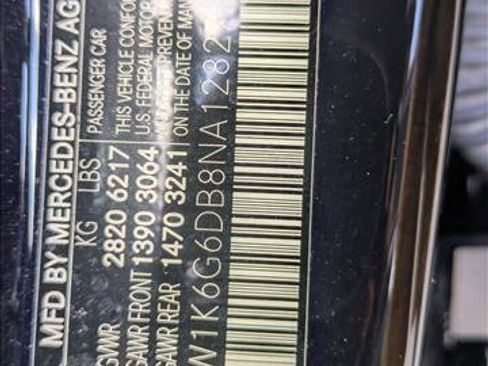 MFD BY MERCEDES-BENZ AG
KG LBS PASSENGER CAR
GVWR 2820 6217 THIS VEHICLE CONFO
GAWR FRONT 1390 3064 U.S. FEDERAL MOTOR
GAWR REAR 1470 3241 ON THE DATE OF MAN
W1K6G6DB8NA1282